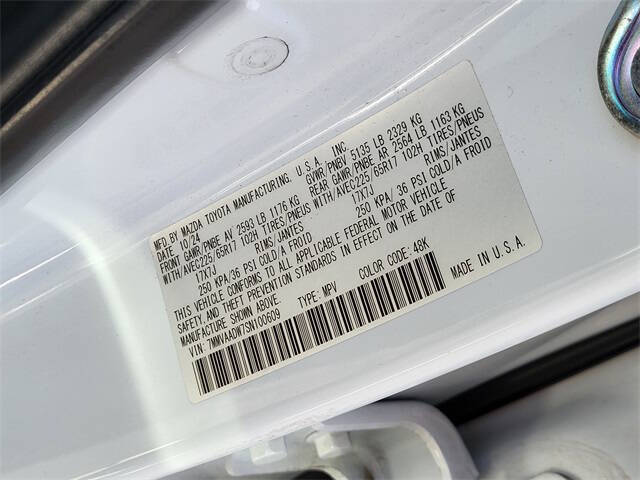 MFD BY MAZDA TOYOTA MANUFACTURING. U.S.A. INC
DATE 10/24 GVWR/PNBV 5135 LB 2329 KG
FRONT GAWR/PNBE AV 2593 LB 1176 KG REAR GAWR/PNBE AR 2564 LB 1163 KG
WITH/AVEC225/65R17 102H TIRES/PNEUS WITH/AVEC225/65R17 102H TIRES/PNEUS
17X7J RIMS/JANTES 17X7J RIMS/JANTES
250 KPA/36 PSI COLD/A FROID 250 KPA/ 36 PSI COLD/A FROID
THIS VEHICLE CONFORMS TO ALL APPLICABLE FEDERAL MOTOR VEHICLE
SAFETY AND THEFT PREVENTION STANDARDS IN EFFECT ON THE DATE OF
MANUFACTURE SHOWN ABOVE.
VIN: 7MMVAADW7SN100609 TYPE: MPV COLOR CODE: 48K
MADE IN U.S.A.